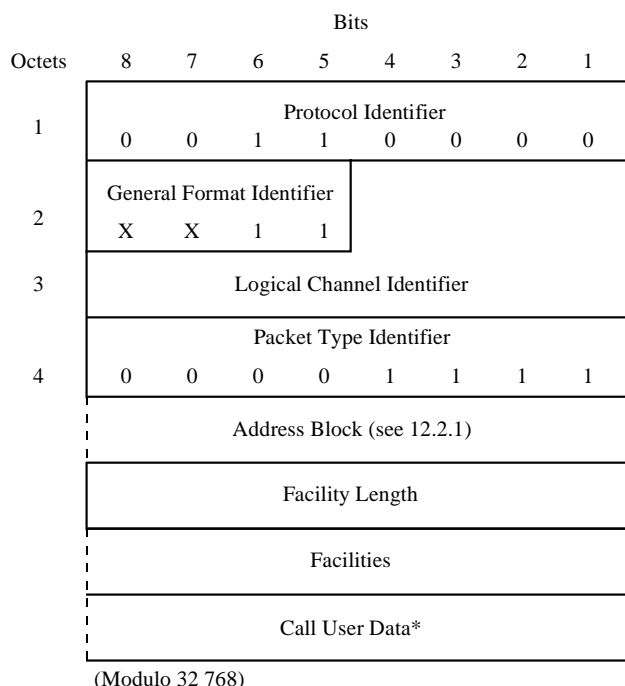 Bits
Octets 8 7 6 5 4 3 2 1
Protocol Identifier
1
0 0 1 1 0 0 0 0
General Format Identifier
2
X X 1 1
3 Logical Channel Identifier
Packet Type Identifier
4 0 0 0 0 1 1 1 1
Address Block (see 12.2.1)
Facility Length
Facilities
Call User Data*
(Modulo 32 768)